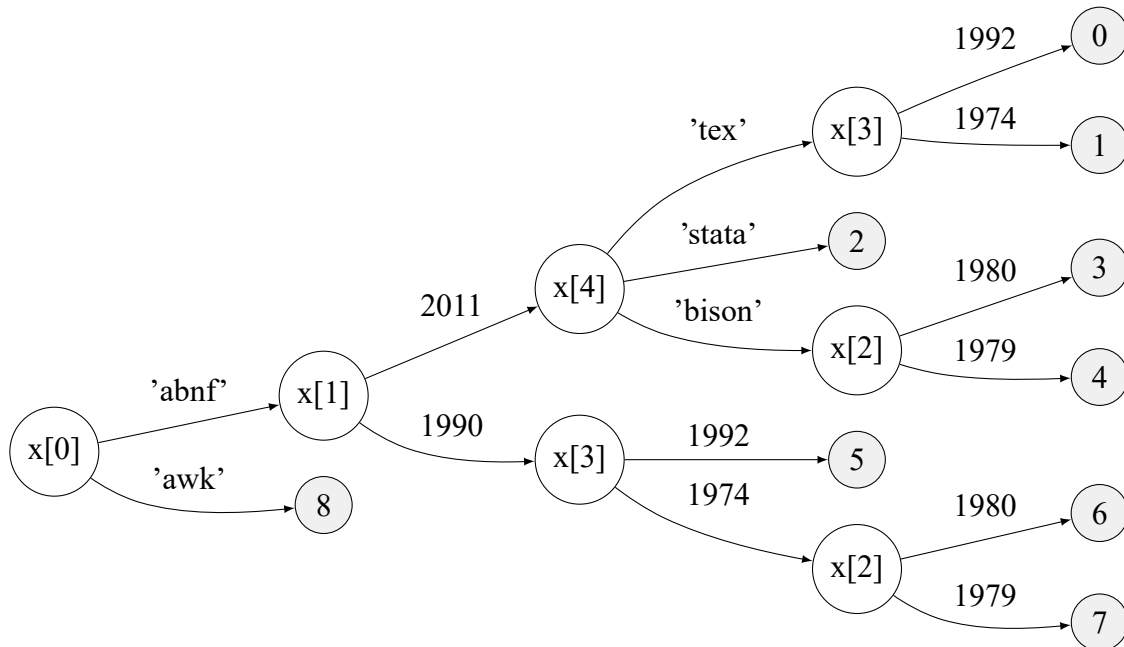 1992
0
'tex'
x[3]
1974
1
'stata'
2
x[4]
1980
3
2011
'bison'
x[2]
1979
4
'abnf'
x[1]
1990
1992
x[0]
x[3]
5
'awk'
8
1974
1980
6
x[2]
1979
7